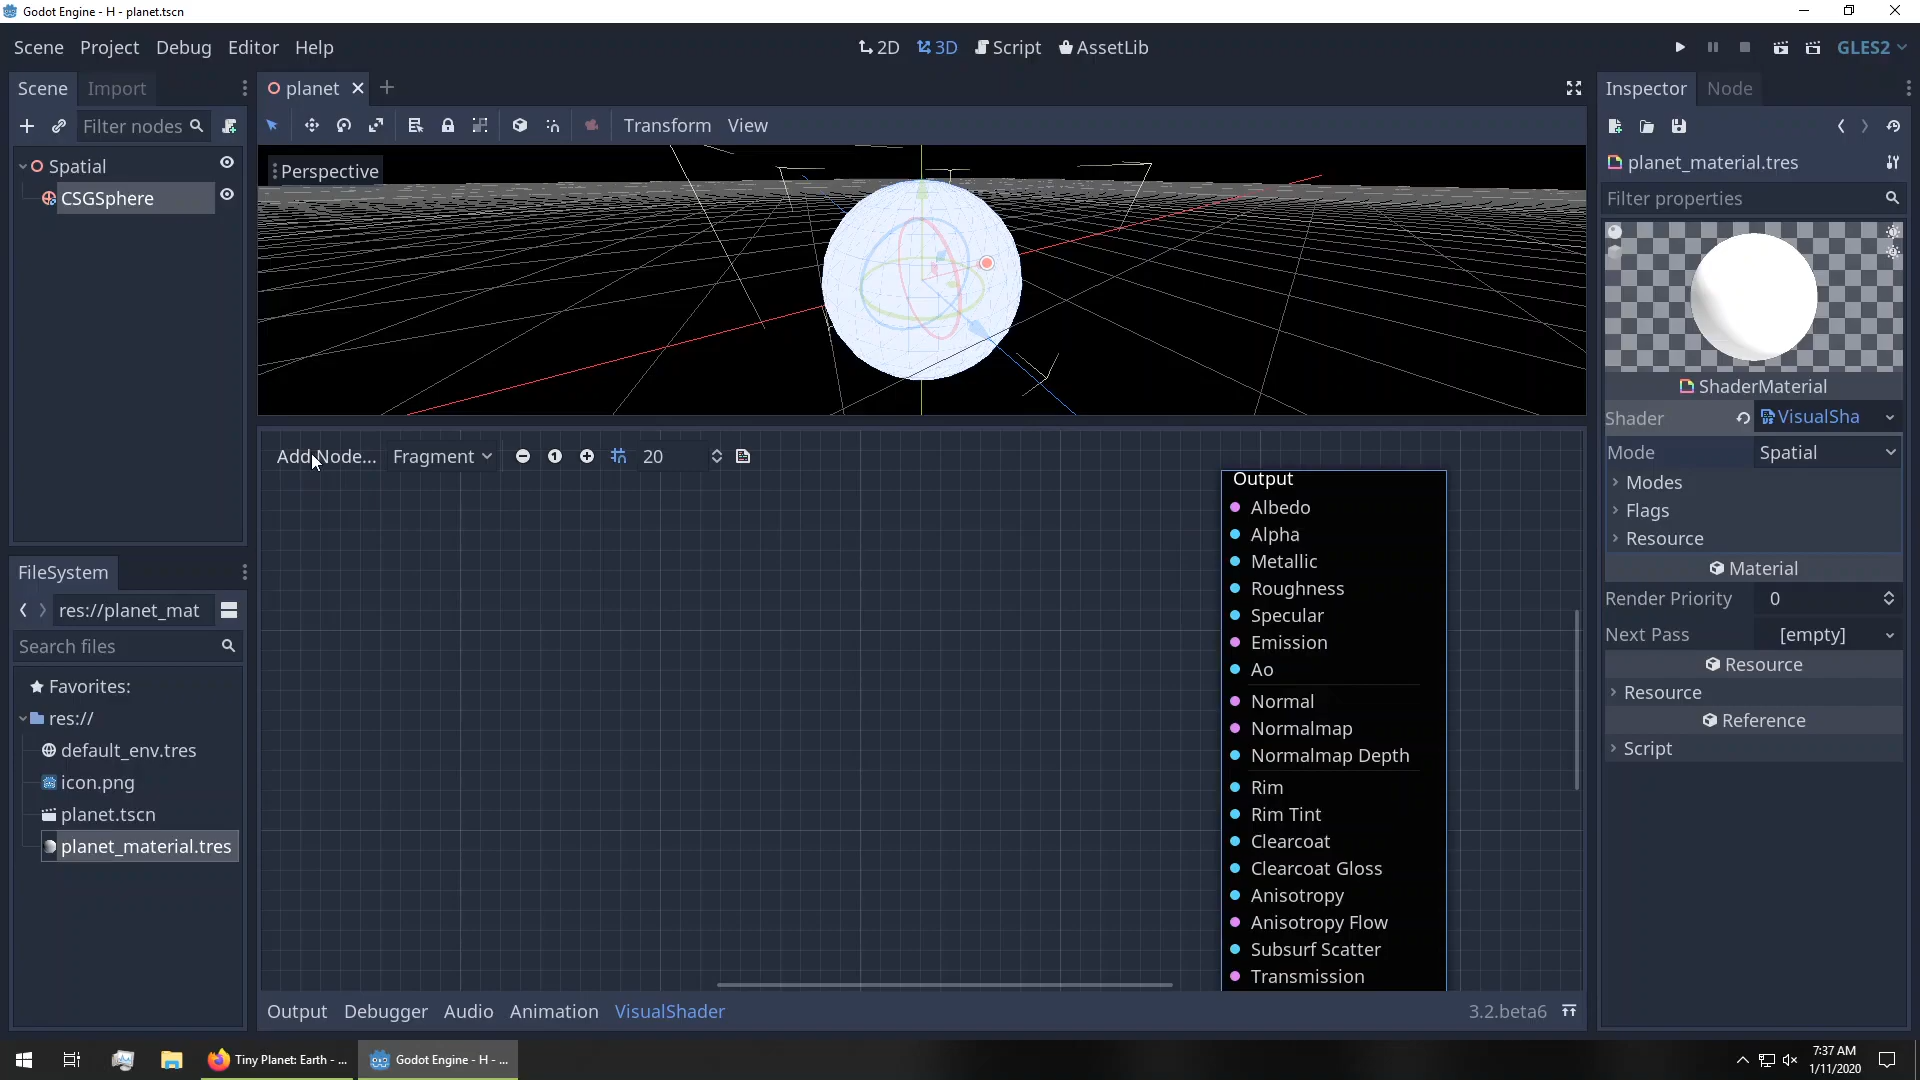 Godot Engine - H - planet.tscn
Scene Project Debug Editor Help
2D 3D Script AssetLib
GLES2
Scene Import
planet
Inspector Node
Filter nodes
Transform View
Spatial
CSGSphere
Perspective
planet_material.tres
Filter properties
ShaderMaterial
Shader VisualSha
Mode Spatial
Modes
Flags
Resource
Material
Render Priority 0
Next Pass [empty]
Resource
Resource
Reference
Script
Add Node... Fragment 1 20
Output
Albedo
Alpha
Metallic
Roughness
Specular
Emission
Ao
Normal
Normalmap
Normalmap Depth
Rim
Rim Tint
Clearcoat
Clearcoat Gloss
Anisotropy
Anisotropy Flow
Subsurf Scatter
Transmission
FileSystem
res://planet_mat
Search files
Favorites:
res://
default_env.tres
icon.png
planet.tscn
planet_material.tres
Output Debugger Audio Animation VisualShader
3.2.beta6
Tiny Planet: Earth - ...
Godot Engine - H - ...
7:37 AM
1/11/2020